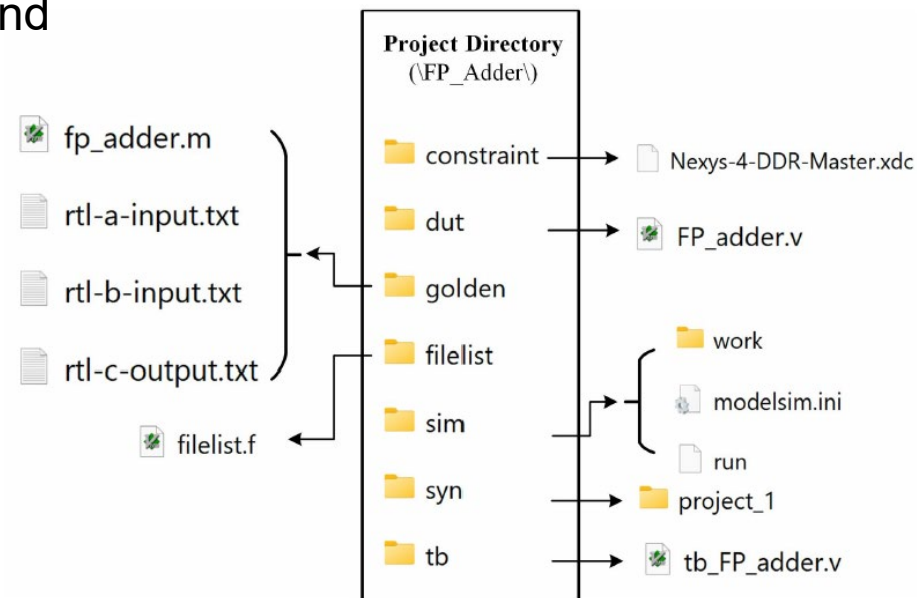 nd
Project Directory
(\FP_Adder\)
fp_adder.m
rtl-a-input.txt
rtl-b-input.txt
rtl-c-output.txt
filelist.f
constraint
dut
golden
filelist
sim
syn
tb
Nexys-4-DDR-Master.xdc
FP_adder.v
work
modelsim.ini
run
project_1
tb_FP_adder.v